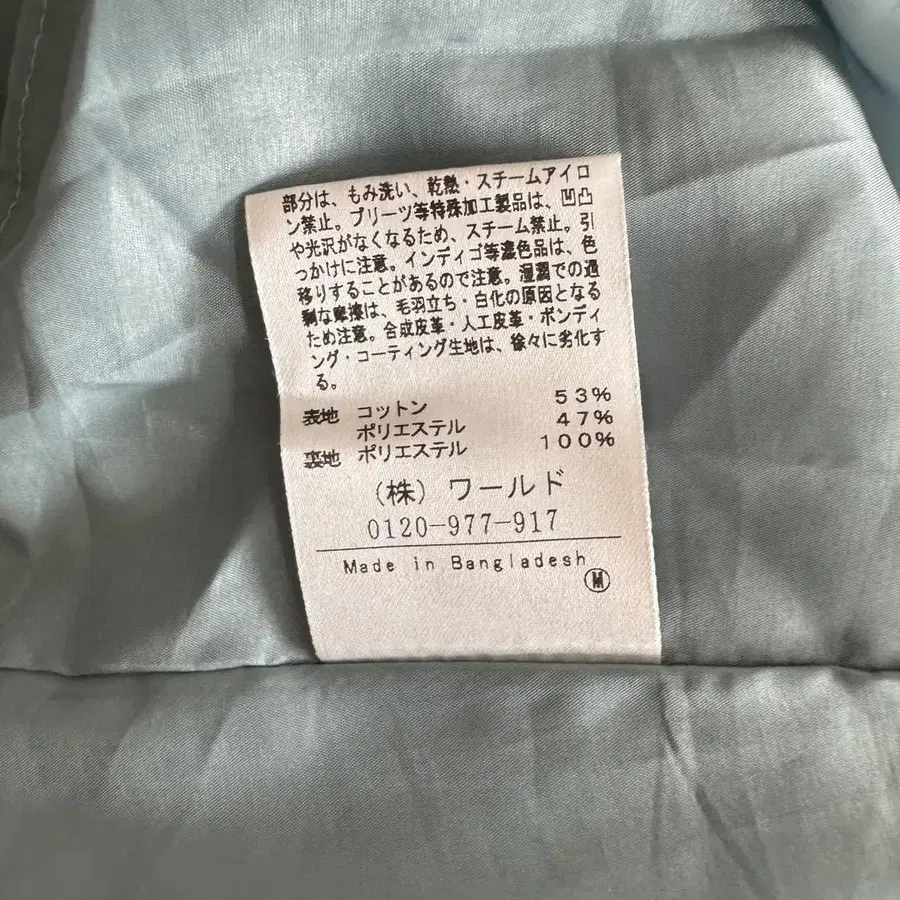 部分は、もみ洗い、乾熱・スチームアイロ
ン禁止。プリーツ等特殊加工製品は、凹凸
や光沢がなくなるため、スチーム禁止。引
っかけに注意。インディゴ等濃色品は、色
移りすることがあるので注意。湿潤での過
剰な摩擦は、毛羽立ち・白化の原因となる
ため注意。合成皮革・人工皮革・ボンディ
ング・コーティング生地は、徐々に劣化す
る。
表地 コットン 53%
ポリエステル 47%
裏地 ポリエステル 100%
(株) ワールド
0120-977-917
Made in Bangladesh
M